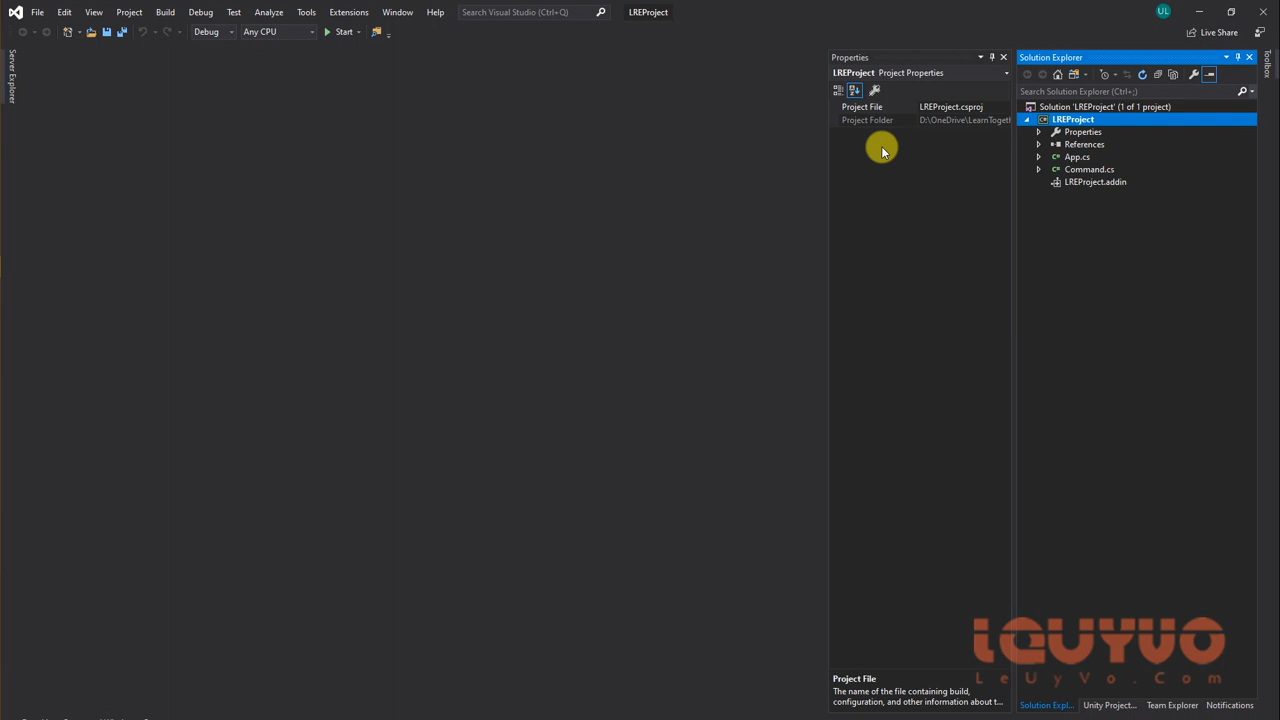 File Edit View Project Build Debug Test Analyze Tools Extensions Window Help Search Visual Studio (Ctrl+Q) LREProject UL
Debug Any CPU Start Live Share
Server Explorer
Toolbox
Properties
LREProject Project Properties
Project File LREProject.csproj
Project Folder D:\OneDrive\LearnTogeth
Project File
The name of the file containing build,
configuration, and other information about t...
Solution Explorer
Search Solution Explorer (Ctrl+;)
Solution 'LREProject' (1 of 1 project)
LREProject
Properties
References
App.cs
Command.cs
LREProject.addin
LEUYVO
LeUyVo.Com
Solution Expl... Unity Project... Team Explorer Notifications